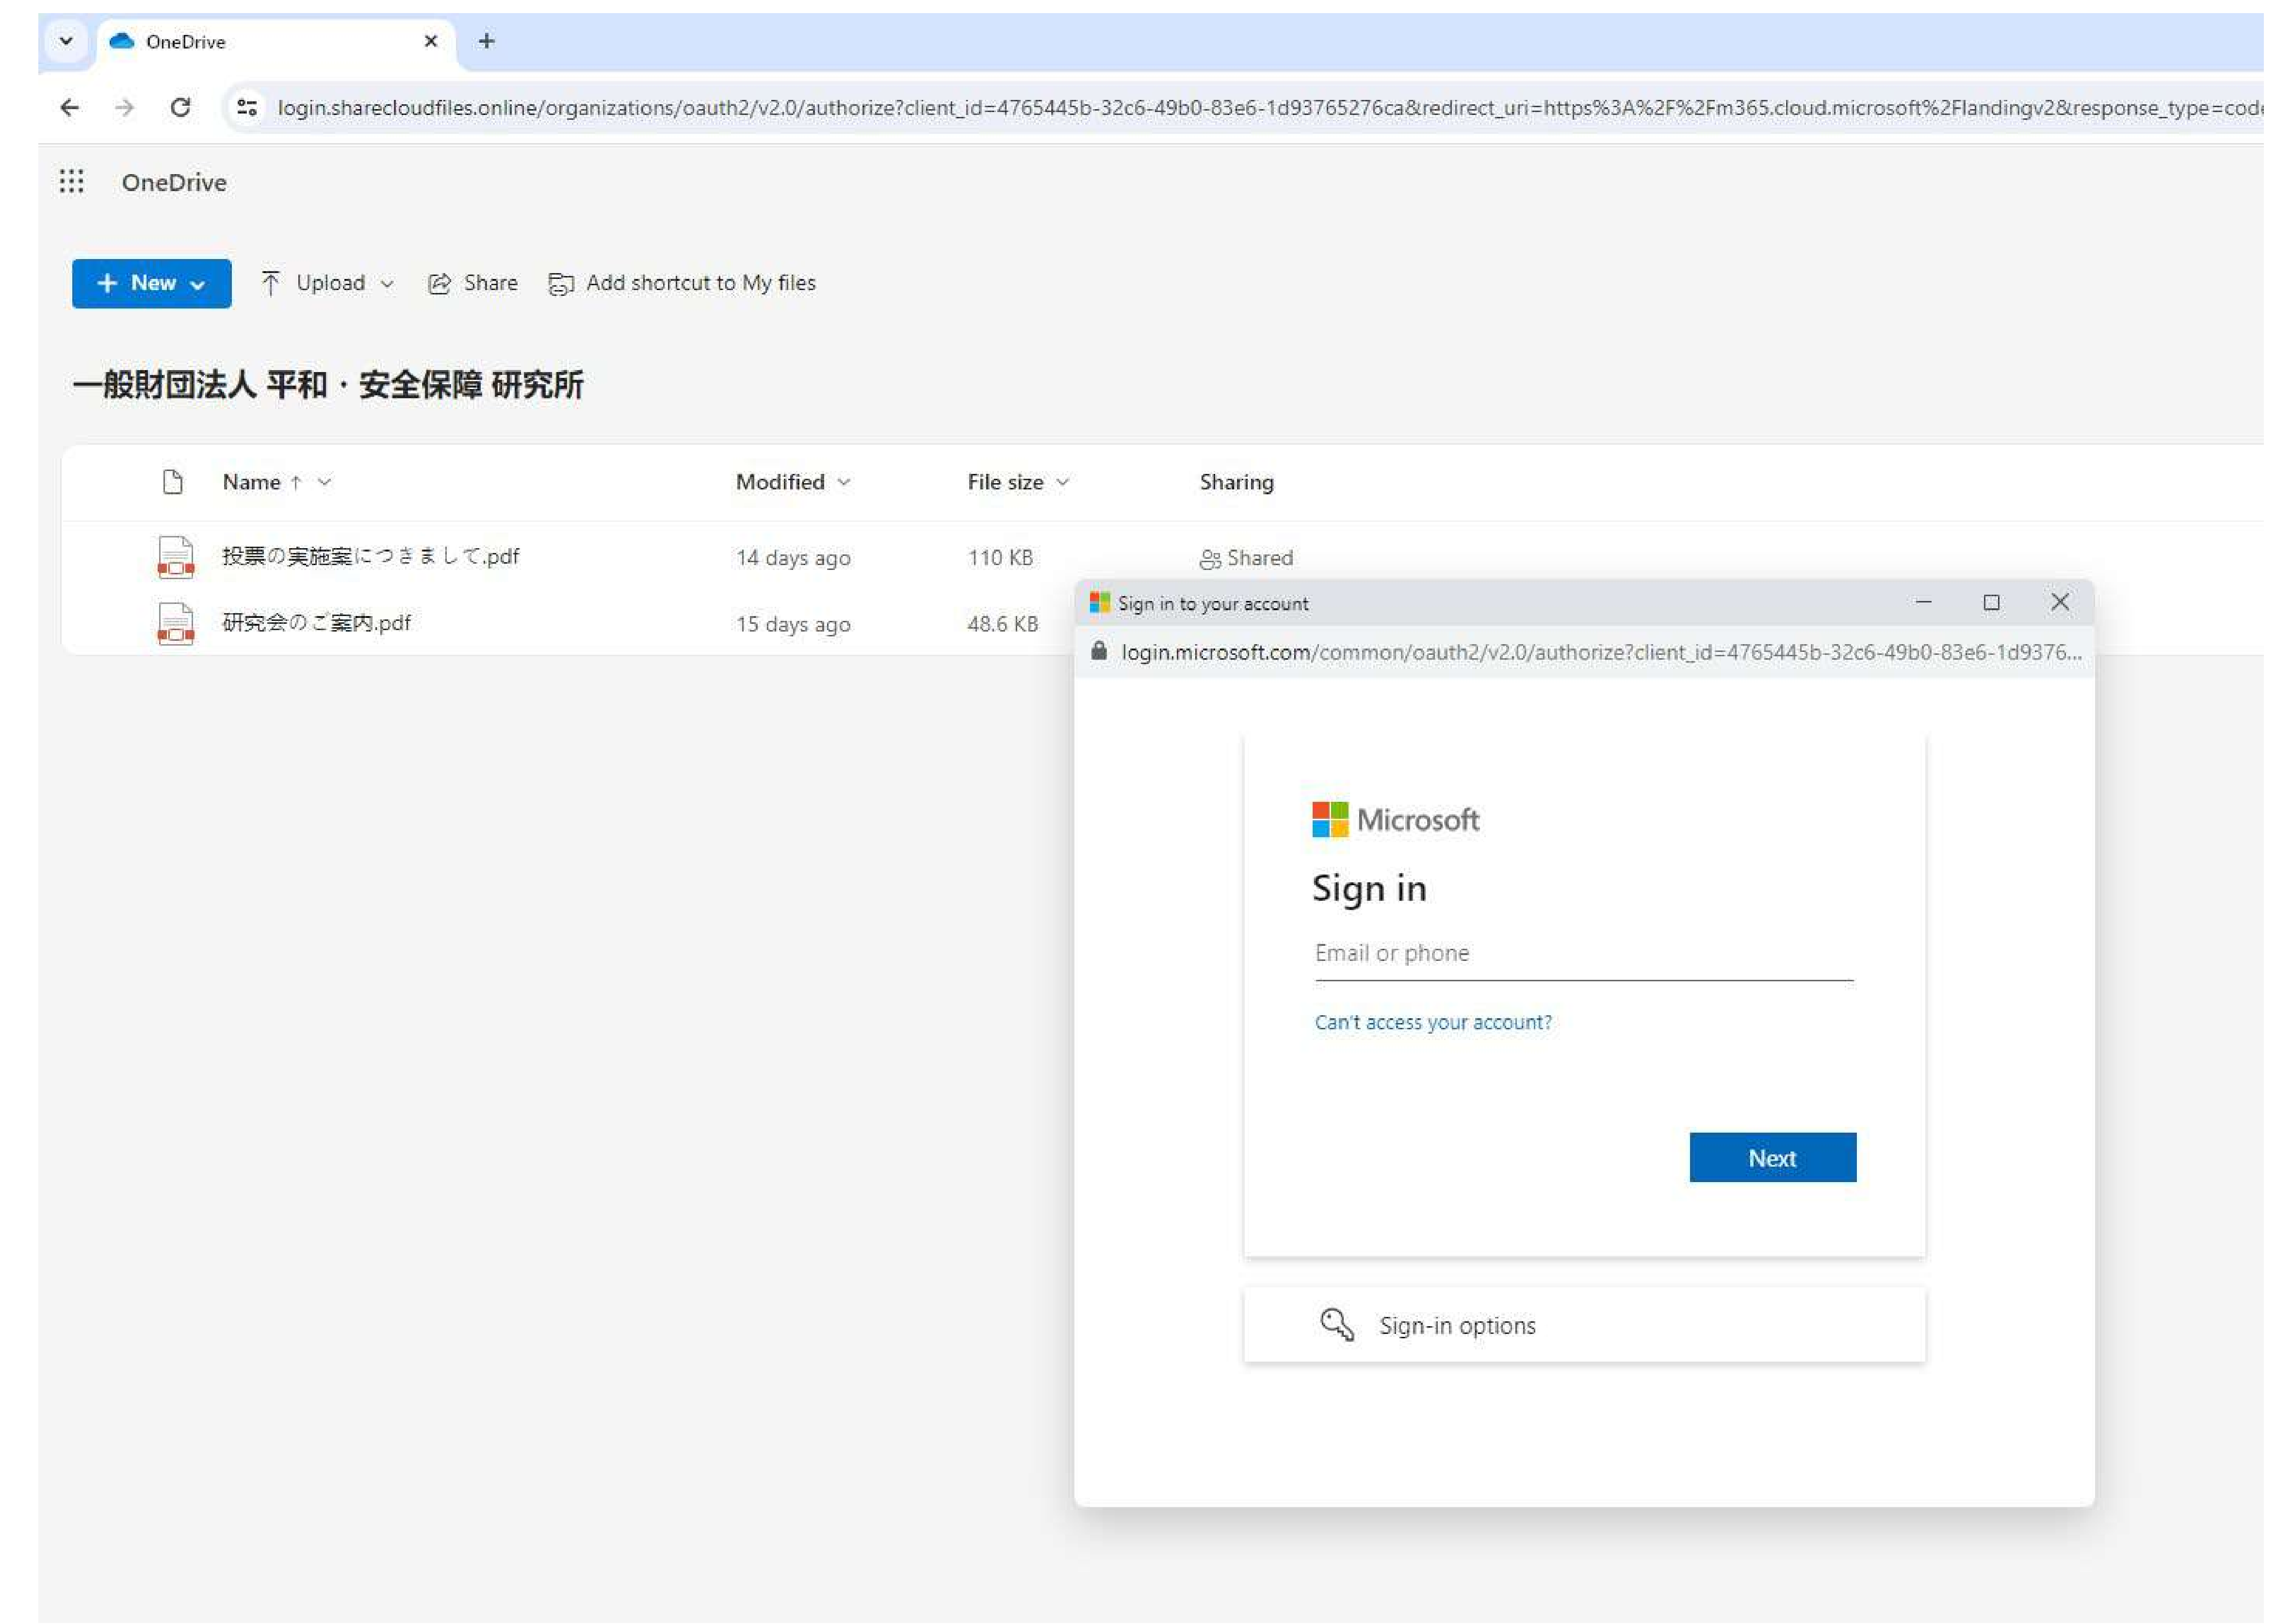 OneDrive
login.sharecloudfiles.online/organizations/oauth2/v2.0/authorize?client_id=4765445b-32c6-49b0-83e6-1d93765276ca&redirect_uri=https%3A%2F%2Fm365.cloud.microsoft%2Flandingv2&response_type=code
OneDrive
New Upload Share Add shortcut to My files
一般財団法人 平和・安全保障 研究所
Name Modified File size Sharing
投票の実施案につきまして.pdf 14 days ago 110 KB Shared
研究会のご案内.pdf 15 days ago 48.6 KB
Sign in to your account
login.microsoft.com/common/oauth2/v2.0/authorize?client_id=4765445b-32c6-49b0-83e6-1d9376...
Microsoft
Sign in
Email or phone
Can't access your account?
Next
Sign-in options